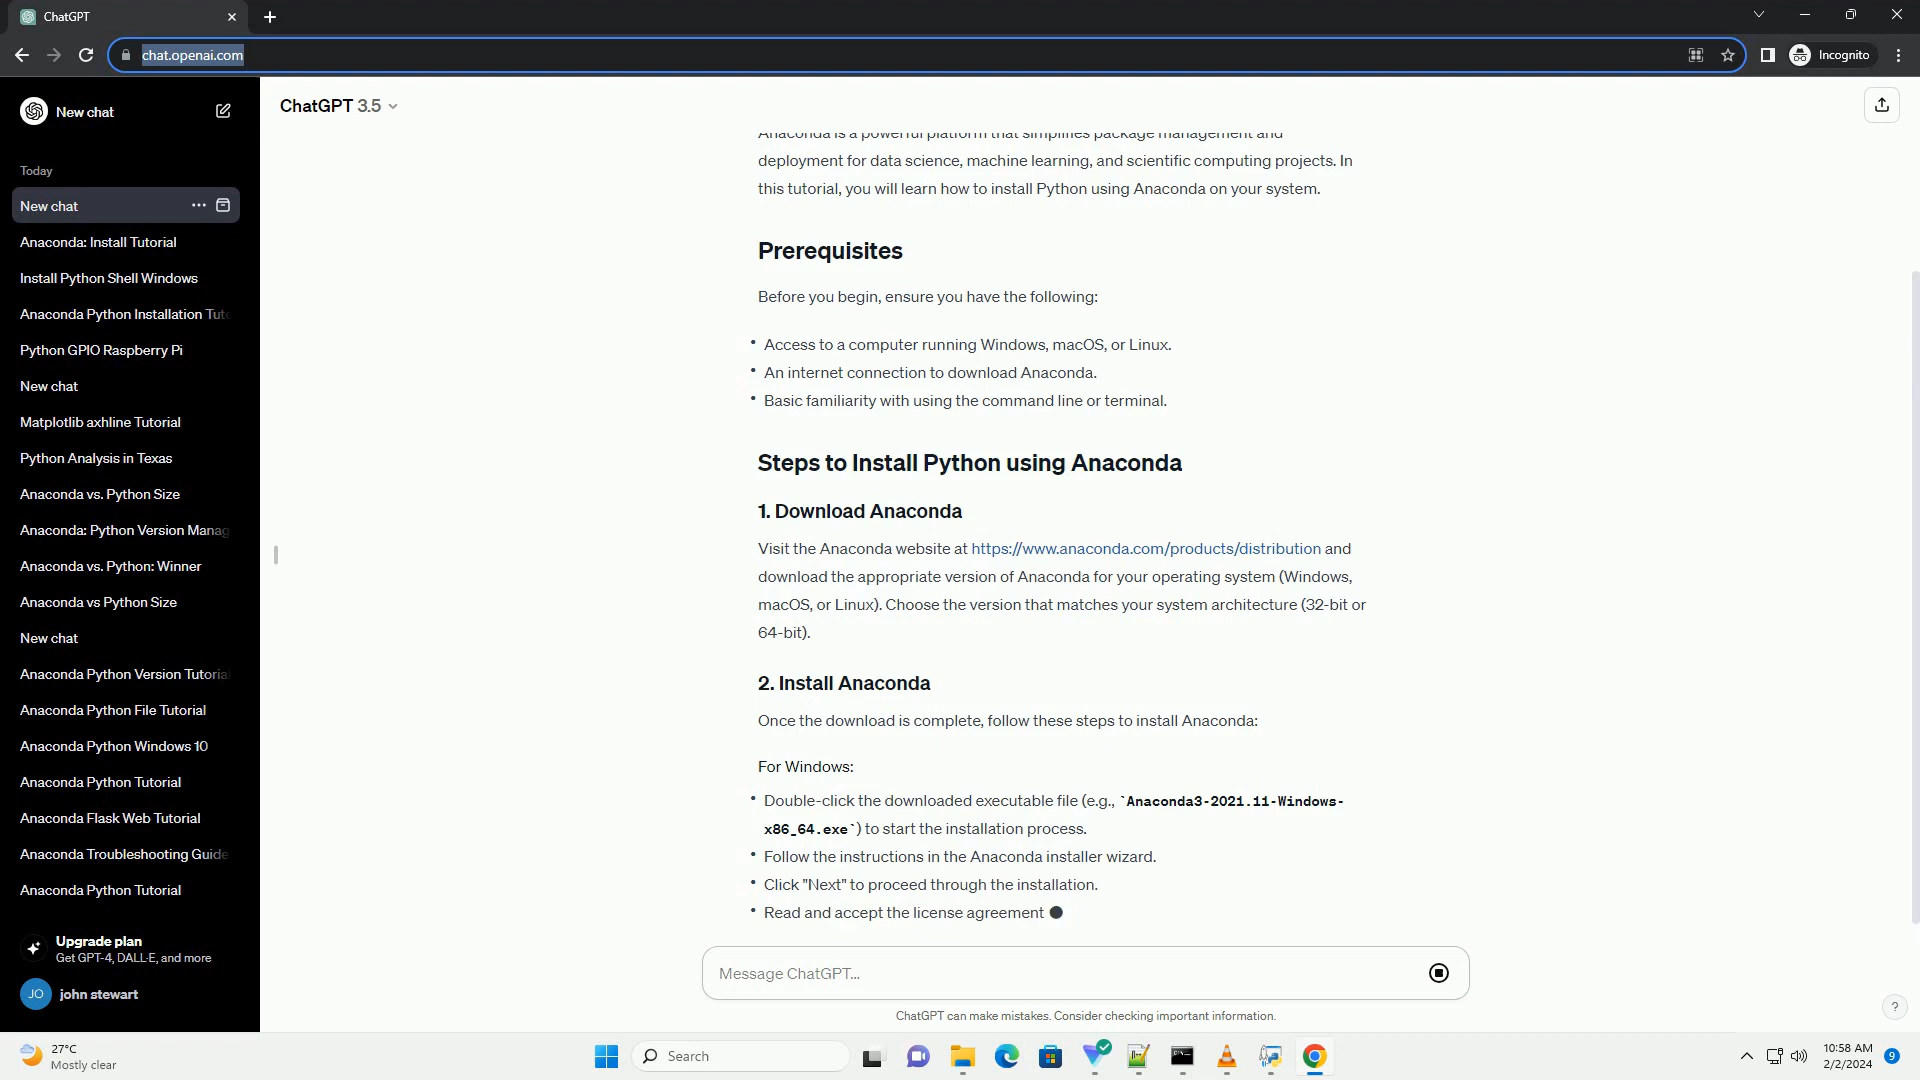 ChatGPT
chat.openai.com
Incognito
New chat
Today
New chat
Anaconda: Install Tutorial
Install Python Shell Windows
Anaconda Python Installation Tut
Python GPIO Raspberry Pi
New chat
Matplotlib axhline Tutorial
Python Analysis in Texas
Anaconda vs. Python Size
Anaconda: Python Version Manag
Anaconda vs. Python: Winner
Anaconda vs Python Size
New chat
Anaconda Python Version Tutorial
Anaconda Python File Tutorial
Anaconda Python Windows 10
Anaconda Python Tutorial
Anaconda Flask Web Tutorial
Anaconda Troubleshooting Guide
Anaconda Python Tutorial
Upgrade plan
Get GPT-4, DALL·E, and more
JO john stewart
ChatGPT 3.5
Anaconda is a powerful platform that simplifies package management and
deployment for data science, machine learning, and scientific computing projects. In
this tutorial, you will learn how to install Python using Anaconda on your system.
Prerequisites
Before you begin, ensure you have the following:
• Access to a computer running Windows, macOS, or Linux.
• An internet connection to download Anaconda.
• Basic familiarity with using the command line or terminal.
Steps to Install Python using Anaconda
1. Download Anaconda
Visit the Anaconda website at https://www.anaconda.com/products/distribution and
download the appropriate version of Anaconda for your operating system (Windows,
macOS, or Linux). Choose the version that matches your system architecture (32-bit or
64-bit).
2. Install Anaconda
Once the download is complete, follow these steps to install Anaconda:
For Windows:
• Double-click the downloaded executable file (e.g., `Anaconda3-2021.11-Windows-
x86_64.exe`) to start the installation process.
• Follow the instructions in the Anaconda installer wizard.
• Click "Next" to proceed through the installation.
• Read and accept the license agreement
Message ChatGPT...
ChatGPT can make mistakes. Consider checking important information.
?
27°C
Mostly clear
Search
10:58 AM
2/2/2024
9